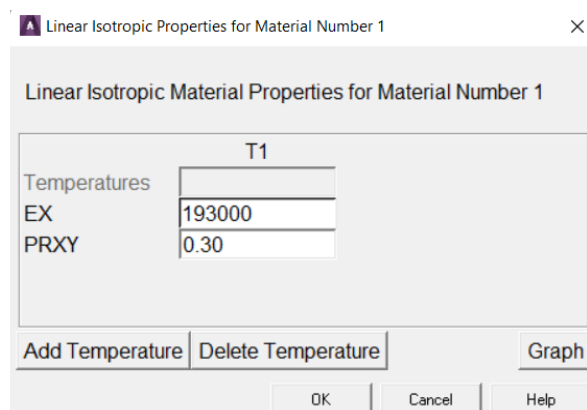 Linear Isotropic Properties for Material Number 1
Linear Isotropic Material Properties for Material Number 1
T1
Temperatures
EX 193000
PRXY 0.30
Add Temperature Delete Temperature Graph
OK Cancel Help